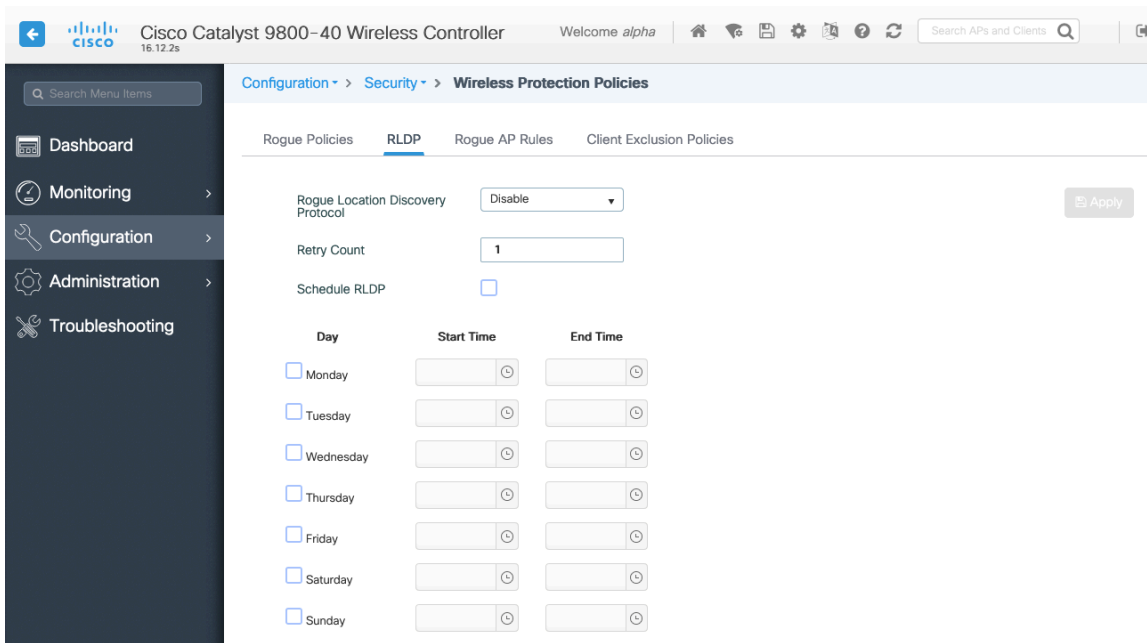 CISCO
Cisco Catalyst 9800-40 Wireless Controller
16.12.2s
Welcome alpha
Search APs and Clients
Search Menu Items
Dashboard
Monitoring
Configuration
Administration
Troubleshooting
Configuration > Security > Wireless Protection Policies
Rogue Policies RLDP Rogue AP Rules Client Exclusion Policies
Rogue Location Discovery
Protocol
Disable
Apply
Retry Count 1
Schedule RLDP
Day Start Time End Time
Monday
Tuesday
Wednesday
Thursday
Friday
Saturday
Sunday